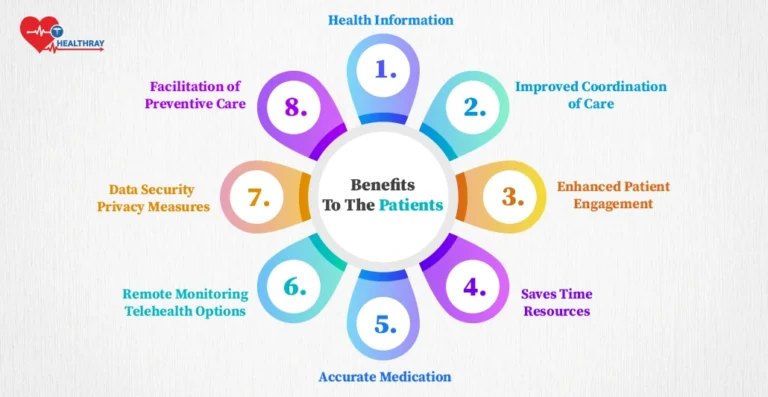 HEALTHRAY
Benefits
To The Patients
1.
Health Information
2.
Improved Coordination
of Care
3.
Enhanced Patient
Engagement
4.
Saves Time
Resources
5.
Accurate Medication
6.
Remote Monitoring
Telehealth Options
7.
Data Security
Privacy Measures
8.
Facilitation of
Preventive Care